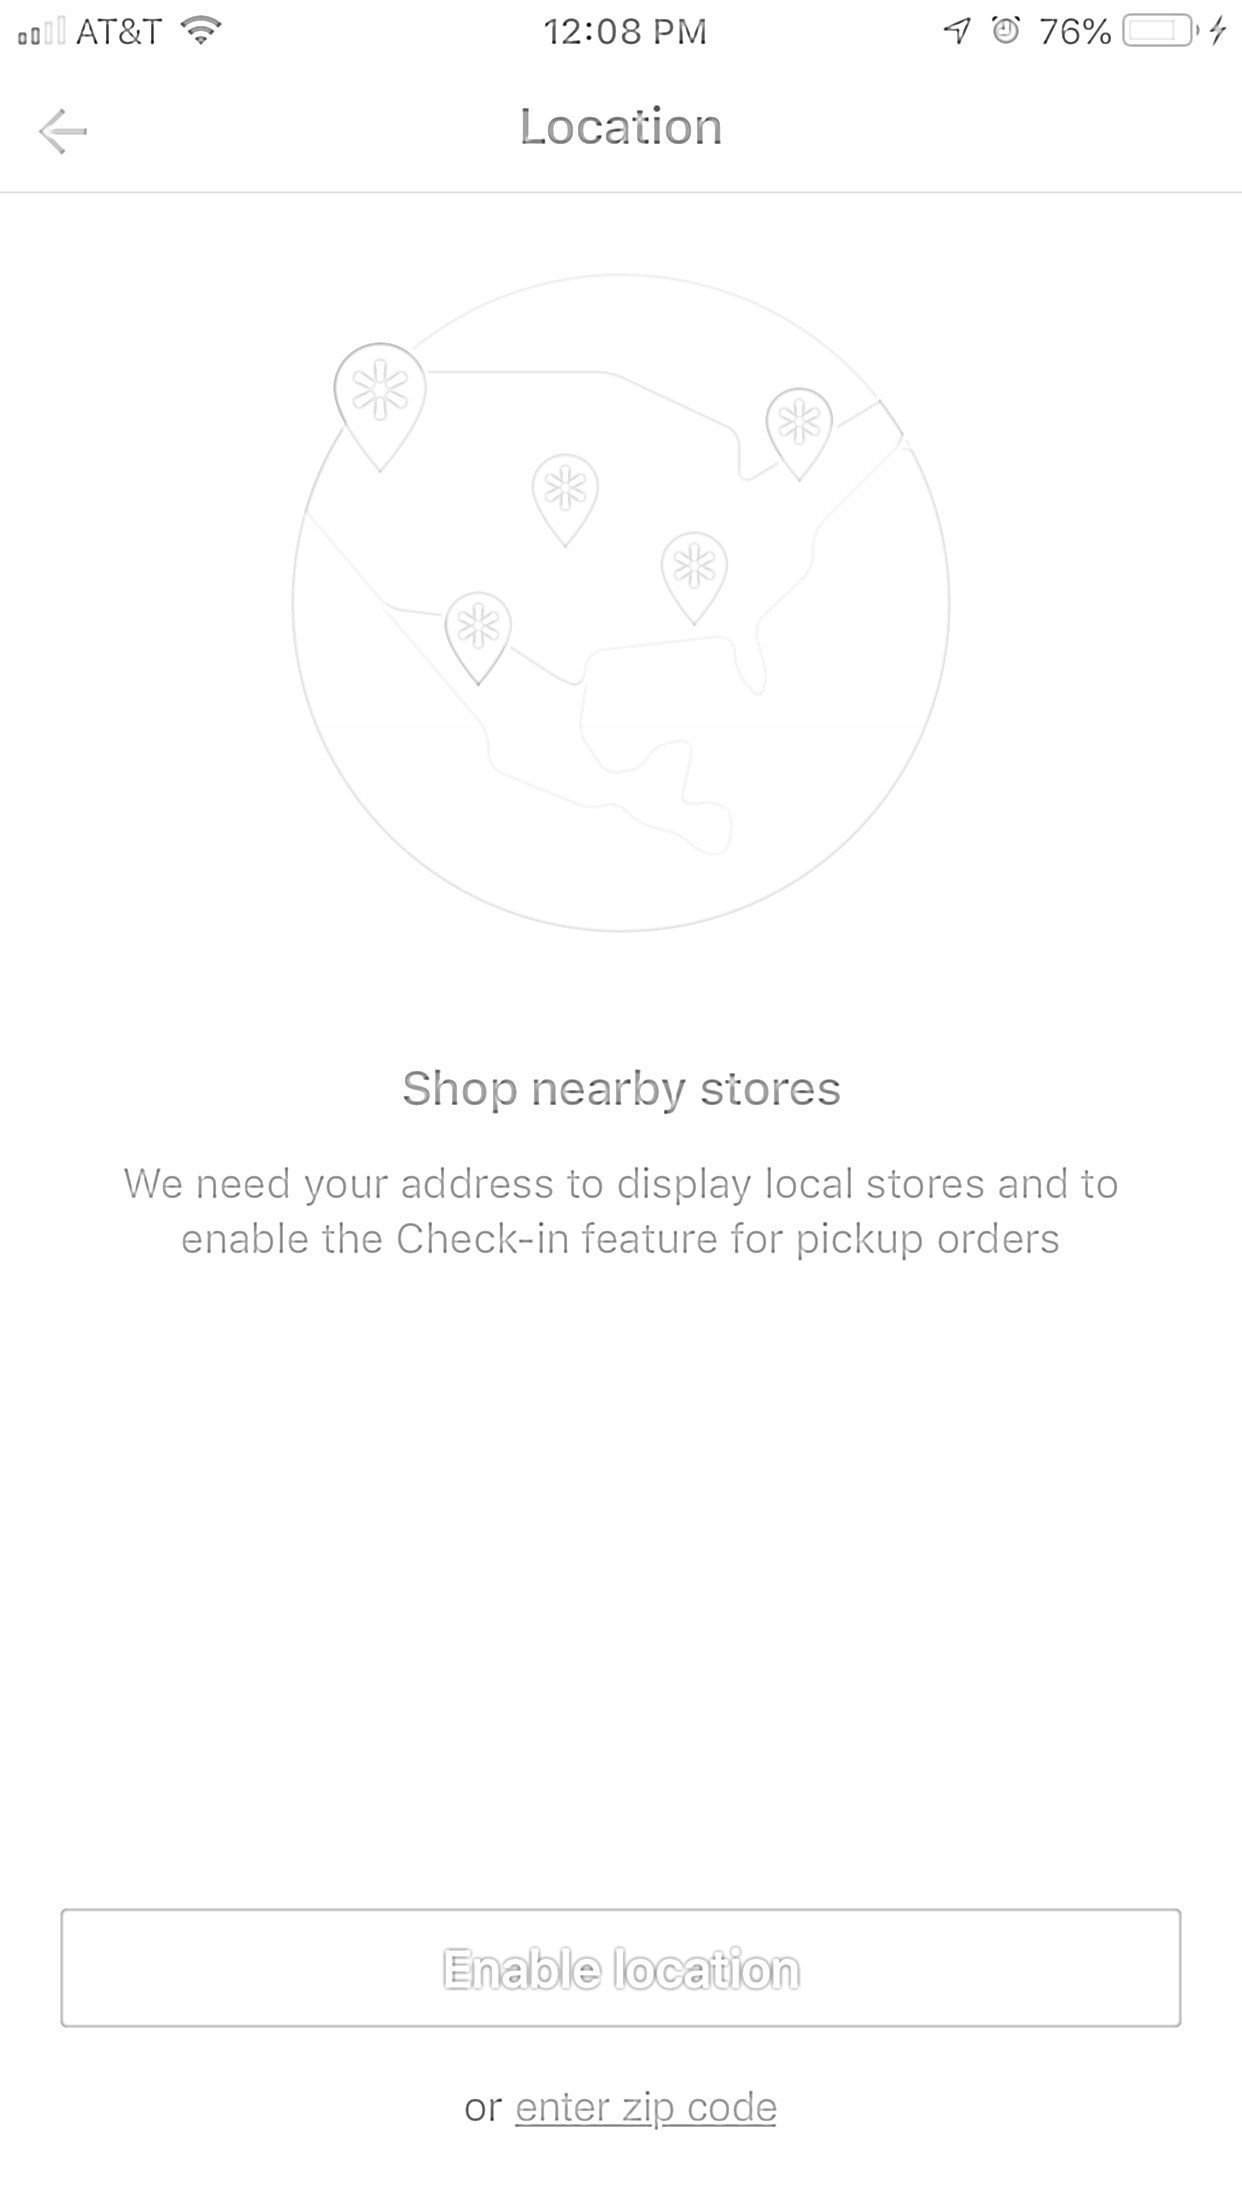 AT&T 12:08 PM 76%
Location
Shop nearby stores
We need your address to display local stores and to
enable the Check-in feature for pickup orders
Enable location
or enter zip code